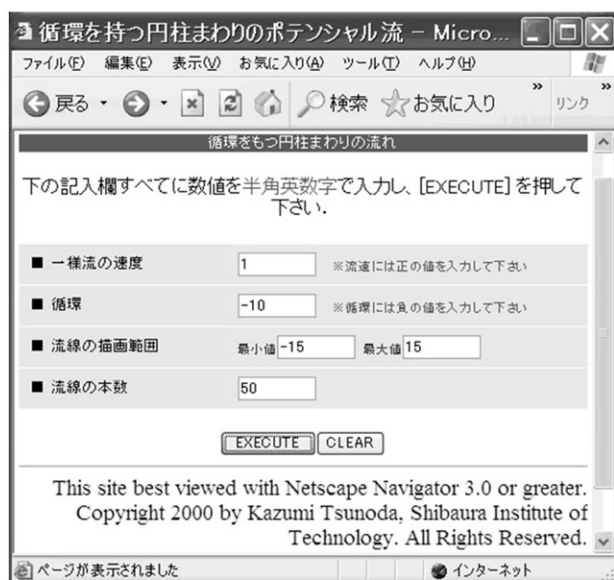 循環を持つ円柱まわりのポテンシャル流 - Micro...
ファイル(F) 編集(E) 表示(V) お気に入り(A) ツール(T) ヘルプ(H)
戻る 検索 お気に入り » リンク »
循環をもつ円柱まわりの流れ
下の記入欄すべてに数値を半角英数字で入力し、[EXECUTE]を押して
下さい.
■ 一様流の速度 1 ※流速には正の値を入力して下さい
■ 循環 -10 ※循環には負の値を入力して下さい
■ 流線の描画範囲 最小値 -15 最大値 15
■ 流線の本数 50
EXECUTE CLEAR
This site best viewed with Netscape Navigator 3.0 or greater.
Copyright 2000 by Kazumi Tsunoda, Shibaura Institute of
Technology. All Rights Reserved.
ページが表示されました インターネット